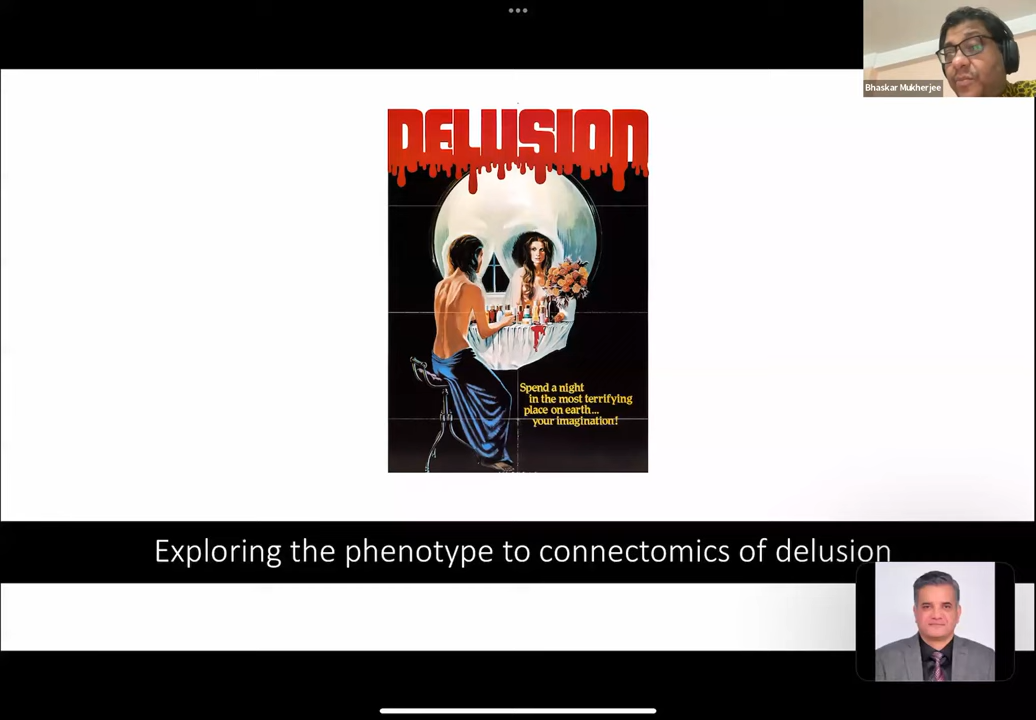 Bhaskar Mukherjee
DELUSION
Spend a night
in the most terrifying
place on earth...
your imagination!
Exploring the phenotype to connectomics of delusion